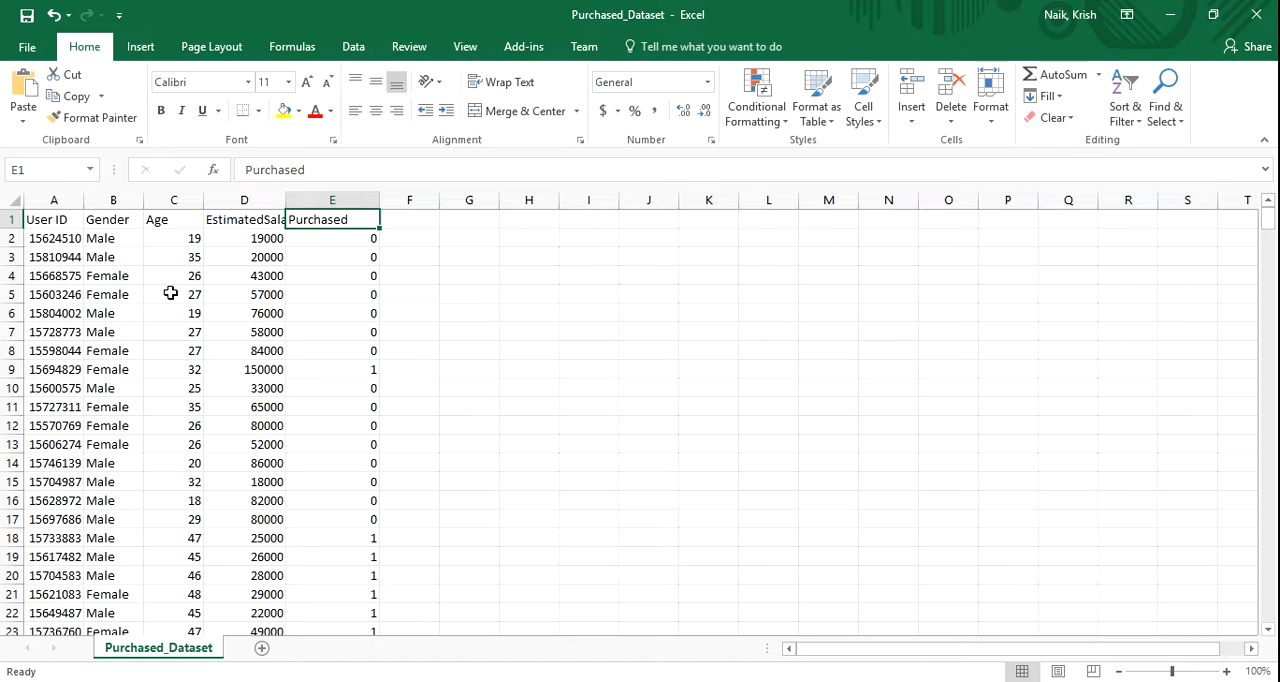 Purchased_Dataset - Excel
Naik, Krish
File Home Insert Page Layout Formulas Data Review View Add-ins Team Tell me what you want to do Share
Paste
Cut
Copy
Format Painter
Clipboard
Calibri 11
B I U
Font
Wrap Text
Merge & Center
Alignment
General
$ % ,
Number
Conditional Formatting
Format as Table
Cell Styles
Styles
Insert
Delete
Format
Cells
AutoSum
Fill
Clear
Sort & Filter
Find & Select
Editing
E1 fx Purchased
A B C D E F G H I J K L M N O P Q R S T
1 User ID Gender Age EstimatedSala Purchased
2 15624510 Male 19 19000 0
3 15810944 Male 35 20000 0
4 15668575 Female 26 43000 0
5 15603246 Female 27 57000 0
6 15804002 Male 19 76000 0
7 15728773 Male 27 58000 0
8 15598044 Female 27 84000 0
9 15694829 Female 32 150000 1
10 15600575 Male 25 33000 0
11 15727311 Female 35 65000 0
12 15570769 Female 26 80000 0
13 15606274 Female 26 52000 0
14 15746139 Male 20 86000 0
15 15704987 Male 32 18000 0
16 15628972 Male 18 82000 0
17 15697686 Male 29 80000 0
18 15733883 Male 47 25000 1
19 15617482 Male 45 26000 1
20 15704583 Male 46 28000 1
21 15621083 Female 48 29000 1
22 15649487 Male 45 22000 1
23 15736760 Female 47 49000 1
Purchased_Dataset
Ready
100%